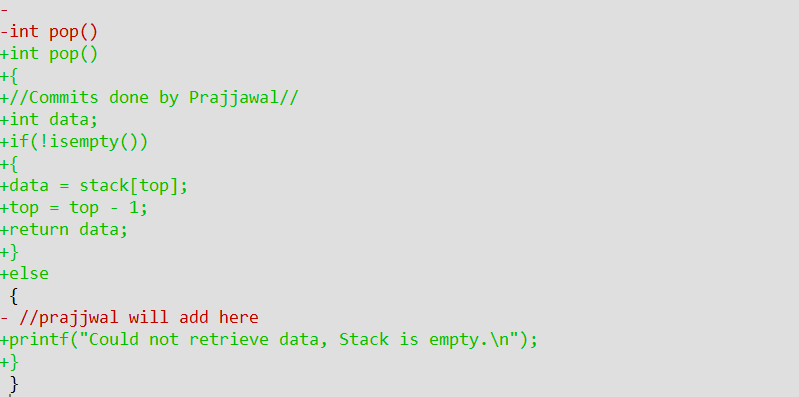 -
-int pop()
+int pop()
+{
+//Commits done by Prajjawal//
+int data;
+if(!isempty())
+{
+data = stack[top];
+top = top - 1;
+return data;
+}
+else
 {
- //prajjwal will add here
+printf("Could not retrieve data, Stack is empty.\n");
+}
 }